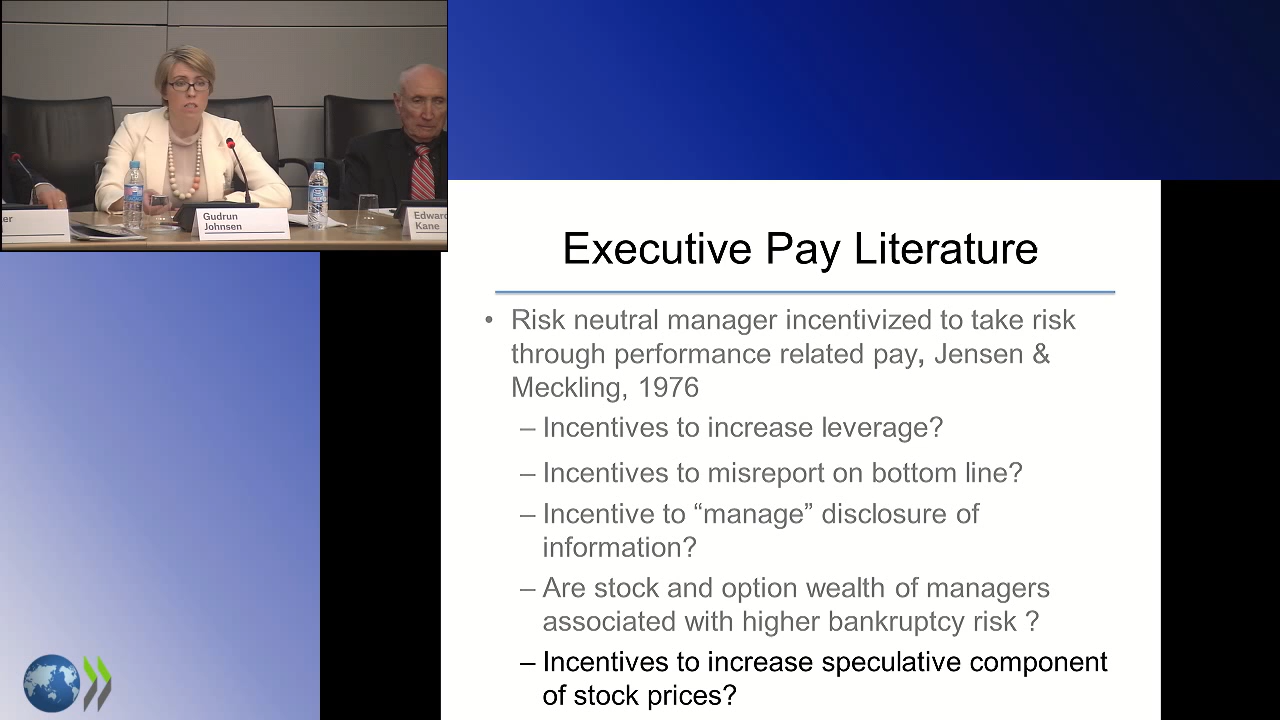 er
Gudrun
Johnsen
Edward
Kane
Executive Pay Literature
• Risk neutral manager incentivized to take risk
through performance related pay, Jensen &
Meckling, 1976
– Incentives to increase leverage?
– Incentives to misreport on bottom line?
– Incentive to “manage” disclosure of
information?
– Are stock and option wealth of managers
associated with higher bankruptcy risk ?
– Incentives to increase speculative component
of stock prices?